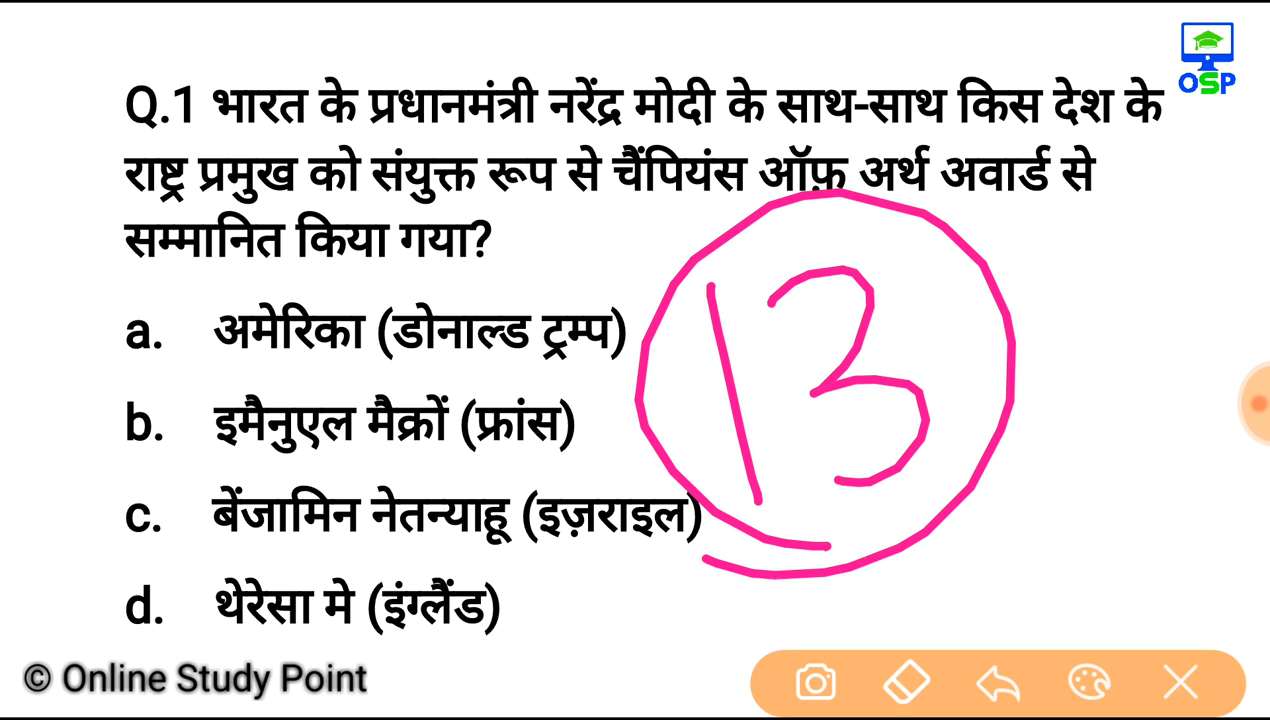 OSP
Q.1 भारत के प्रधानमंत्री नरेंद्र मोदी के साथ-साथ किस देश के
राष्ट्र प्रमुख को संयुक्त रूप से चैंपियंस ऑफ़ अर्थ अवार्ड से
सम्मानित किया गया?
a. अमेरिका (डोनाल्ड ट्रम्प)
b. इमैनुएल मैक्रों (फ्रांस)
c. बेंजामिन नेतन्याहू (इज़राइल)
d. थेरेसा मे (इंग्लैंड)
13
© Online Study Point